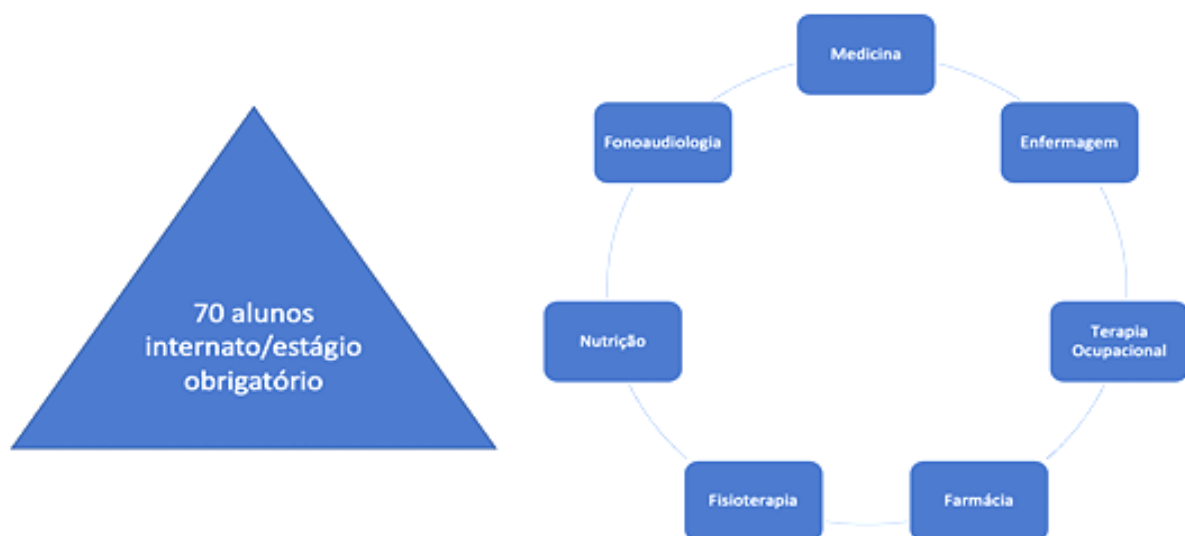 70 alunos
internato/estágio
obrigatório
Medicina
Enfermagem
Terapia
Ocupacional
Farmácia
Fisioterapia
Nutrição
Fonoaudiologia